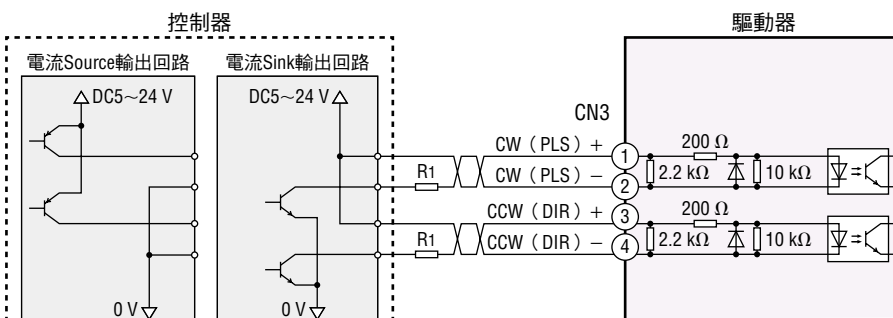 控制器
驅動器
電流Source輸出回路
電流Sink輸出回路
DC5~24 V
DC5~24 V
CN3
CW（PLS）+
1
200 Ω
R1
CW（PLS）−
2
2.2 kΩ
10 kΩ
CCW（DIR）+
3
200 Ω
R1
CCW（DIR）−
4
2.2 kΩ
10 kΩ
0 V
0 V